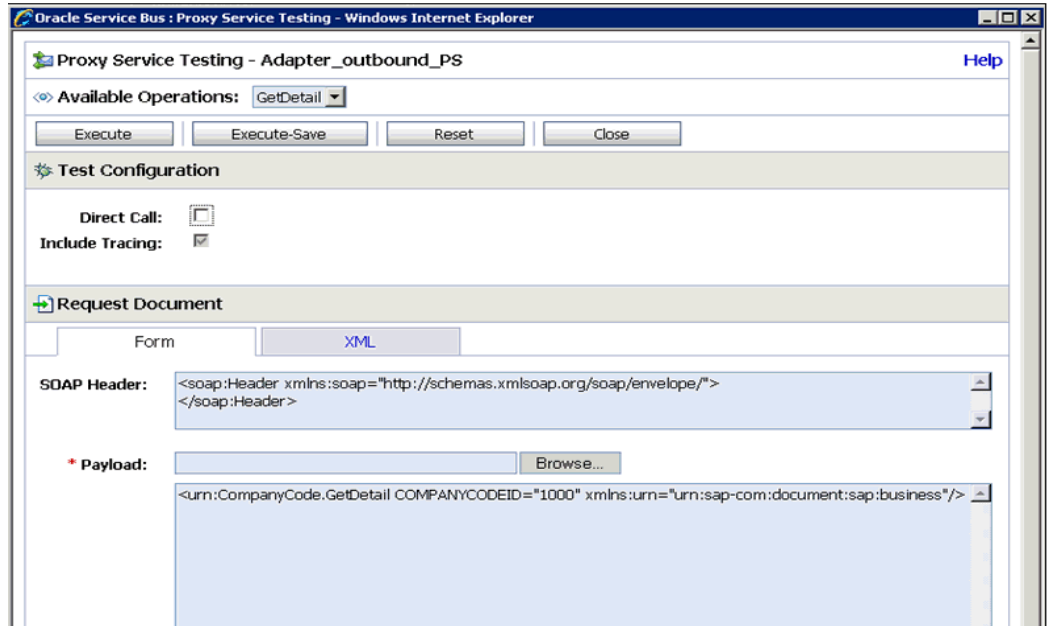 Oracle Service Bus : Proxy Service Testing - Windows Internet Explorer
Proxy Service Testing - Adapter_outbound_PS Help
Available Operations: GetDetail
Execute Execute-Save Reset Close
Test Configuration
Direct Call:
Include Tracing:
Request Document
Form XML
SOAP Header: <soap:Header xmlns:soap="http://schemas.xmlsoap.org/soap/envelope/">
</soap:Header>
* Payload: Browse...
<urn:CompanyCode.GetDetail COMPANYCODEID="1000" xmlns:urn="urn:sap-com:document:sap:business"/>